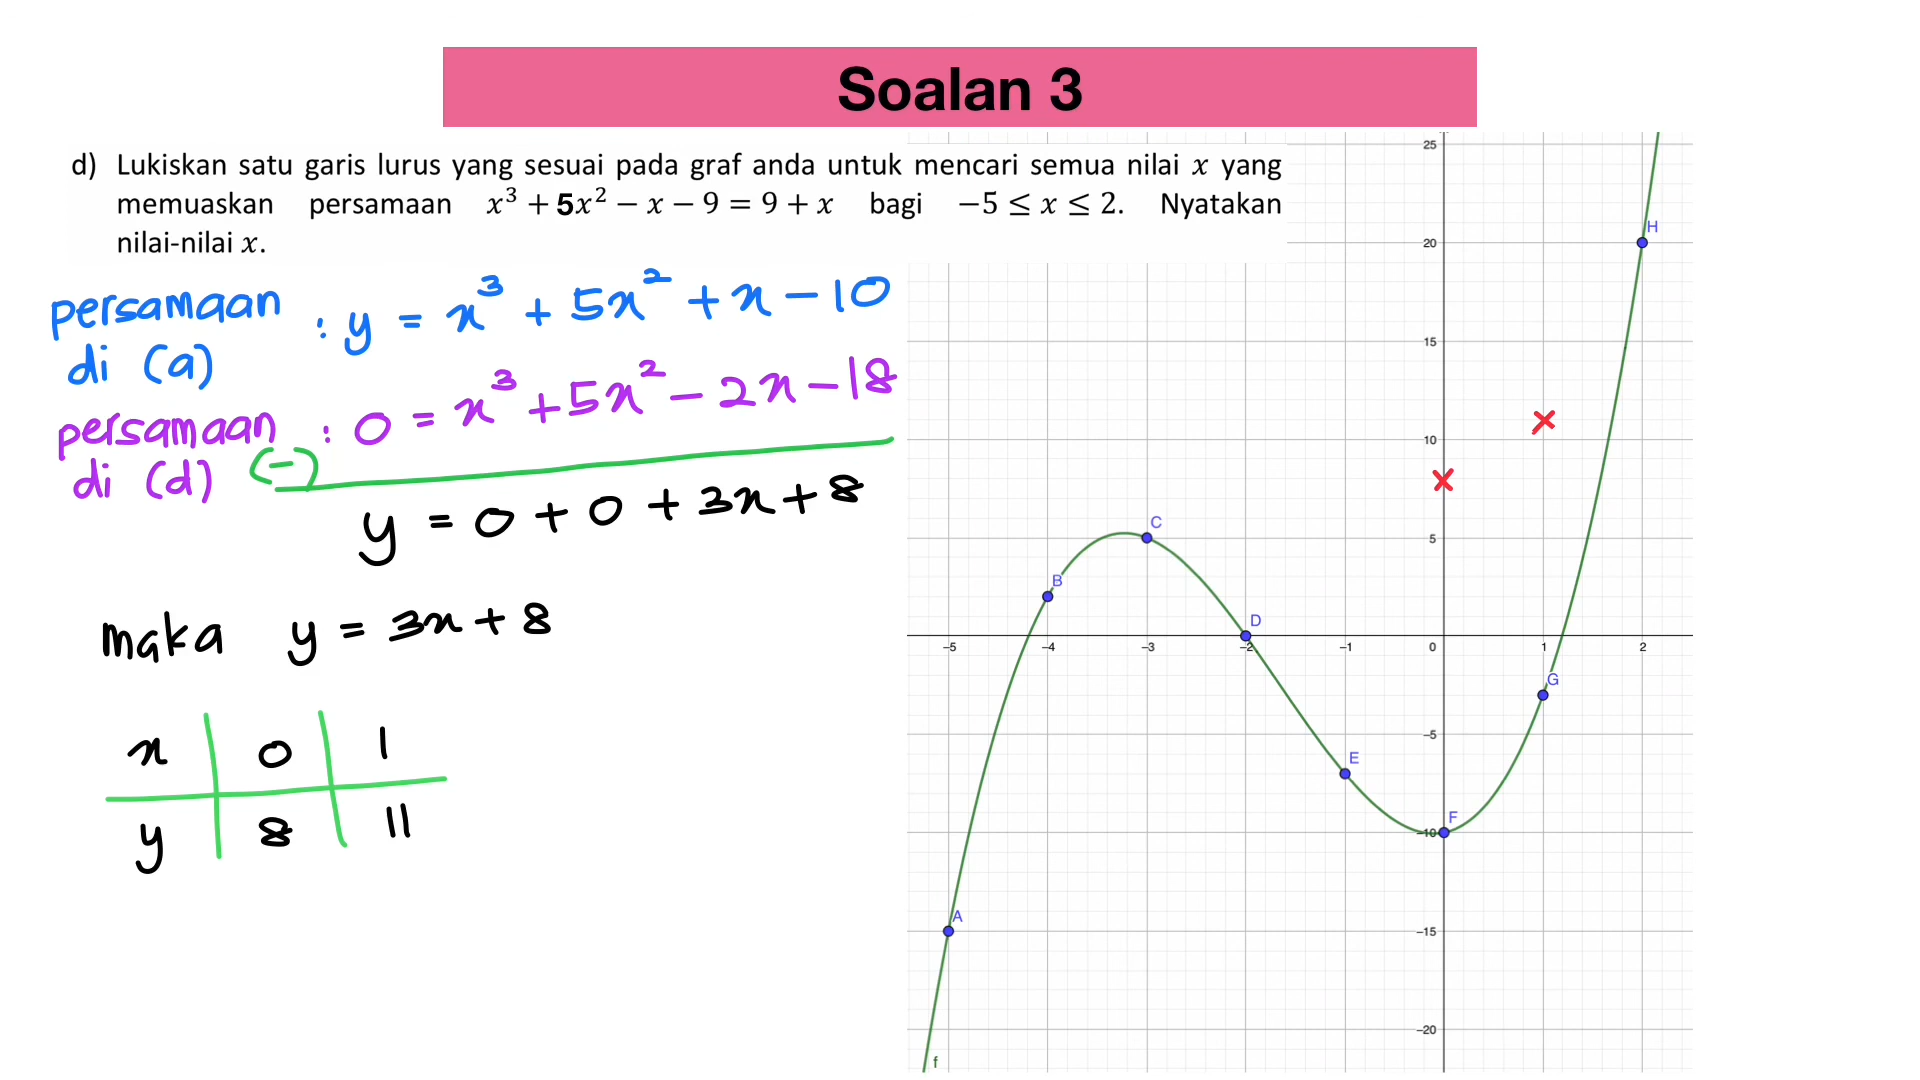 Soalan 3
d) Lukiskan satu garis lurus yang sesuai pada graf anda untuk mencari semua nilai x yang
memuaskan persamaan x³ + 5x² − x − 9 = 9 + x bagi −5 ≤ x ≤ 2. Nyatakan
nilai-nilai x.
persamaan di (a) : y = x³ + 5x² + x − 10
persamaan di (d) : 0 = x³ + 5x² − 2x − 18
(−)
y = 0 + 0 + 3x + 8
maka y = 3x + 8
x 0 1
y 8 11
25
20
H
15
10
5
C
B
D
−5 −4 −3 −2 −1 0 1 2
G
−5
E
F
−10
A
−15
−20
f